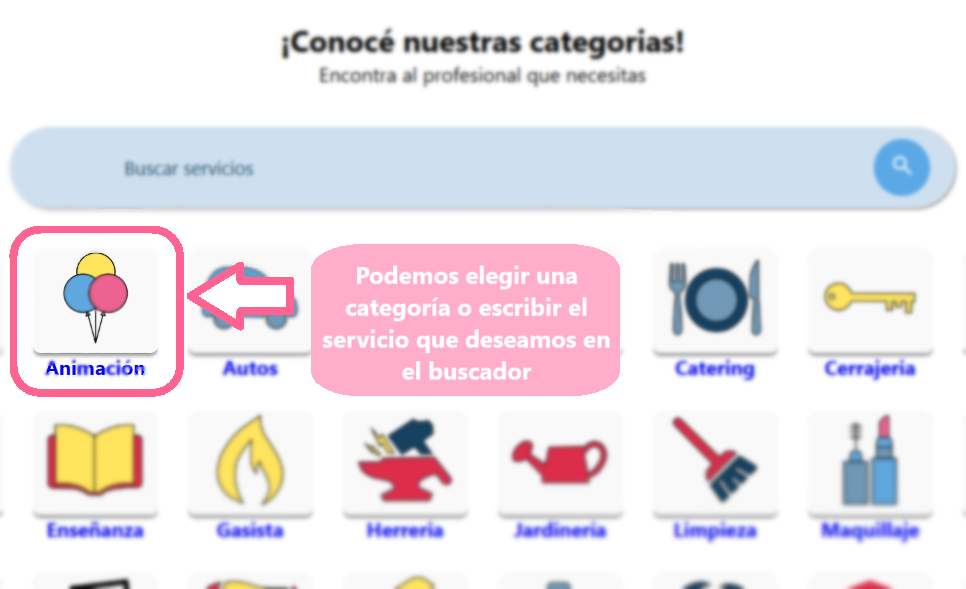 ¡Conocé nuestras categorias!
Encontra al profesional que necesitas
Buscar servicios
Podemos elegir una
categoría o escribir el
servicio que deseamos en
el buscador
Animación
Autos
Catering
Cerrajeria
Enseñanza
Gasista
Herreria
Jardinería
Limpieza
Maquillaje